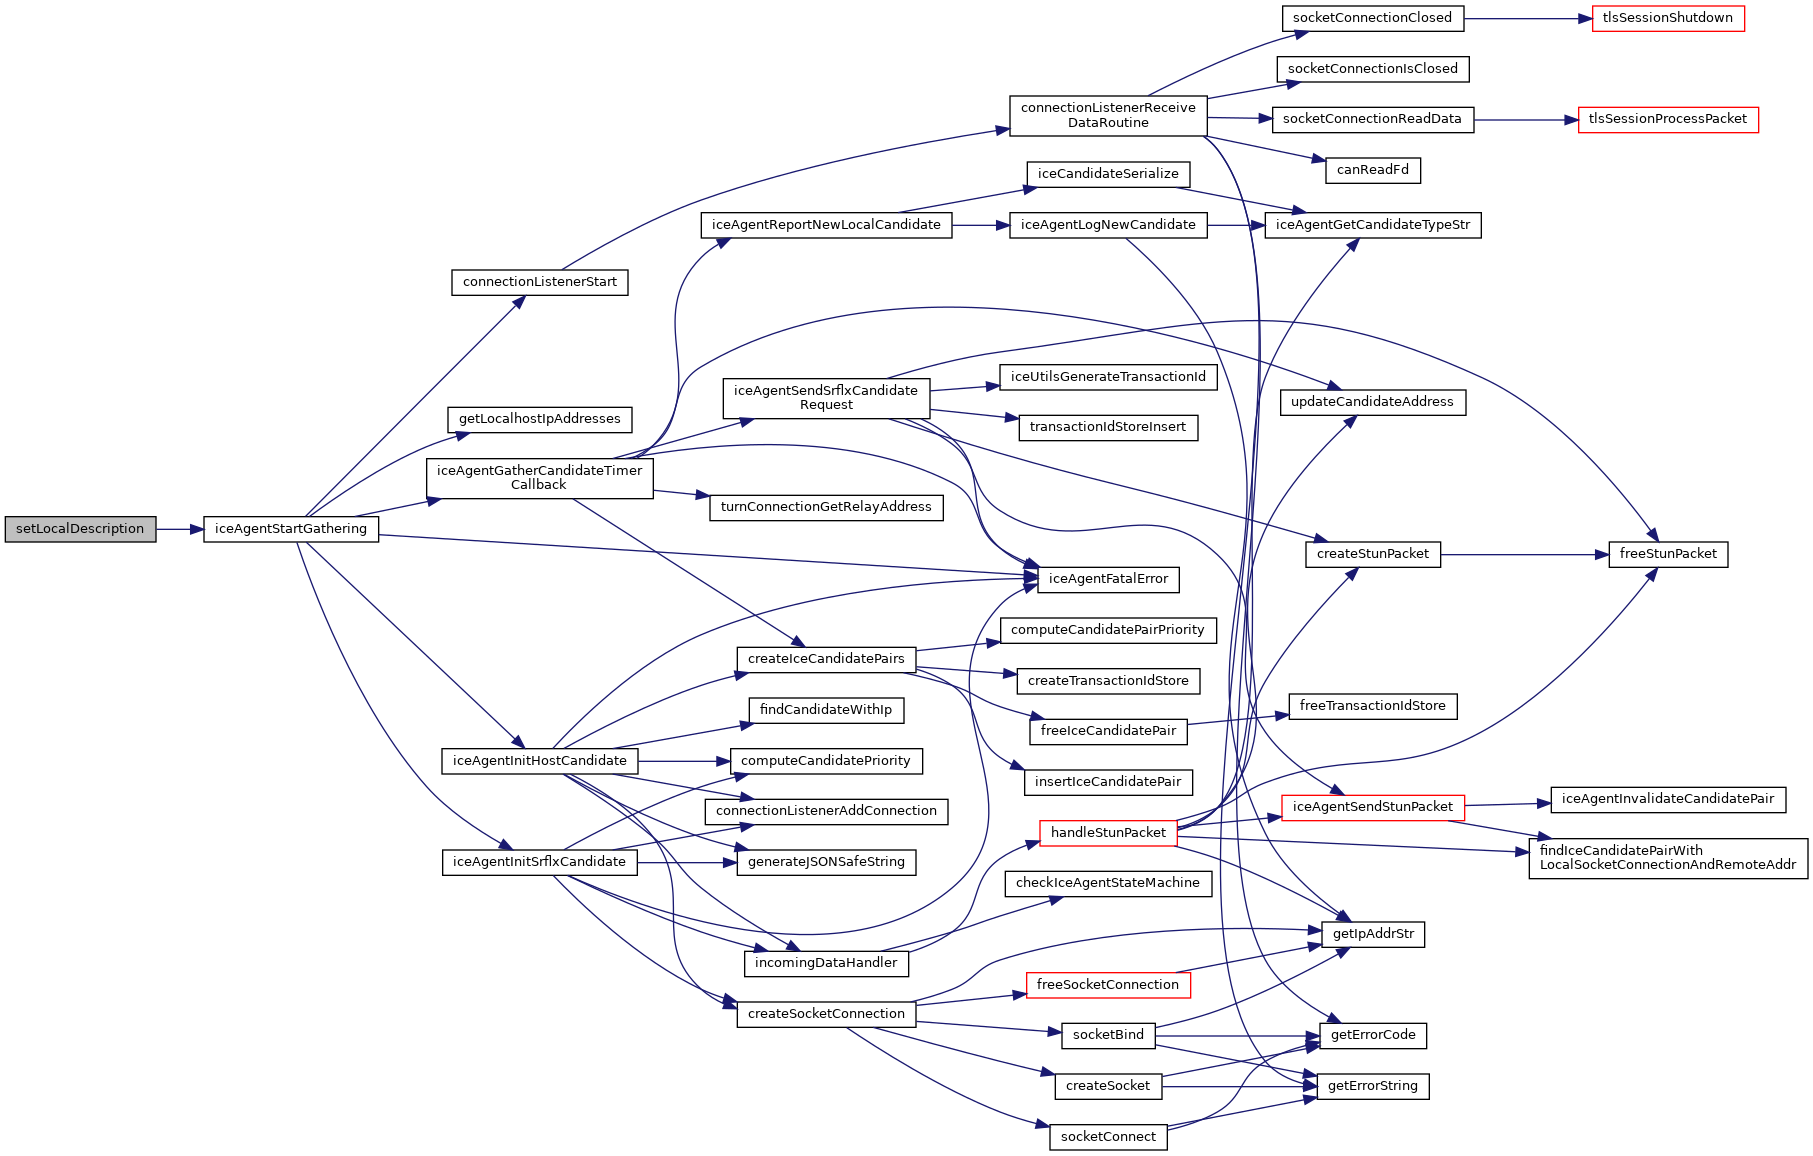 socketConnectionClosed
tlsSessionShutdown
socketConnectionIsClosed
connectionListenerReceive
DataRoutine
socketConnectionReadData
tlsSessionProcessPacket
canReadFd
iceCandidateSerialize
iceAgentReportNewLocalCandidate
iceAgentLogNewCandidate
iceAgentGetCandidateTypeStr
connectionListenerStart
iceUtilsGenerateTransactionId
iceAgentSendSrflxCandidate
Request
updateCandidateAddress
getLocalhostIpAddresses
transactionIdStoreInsert
iceAgentGatherCandidateTimer
Callback
turnConnectionGetRelayAddress
setLocalDescription
iceAgentStartGathering
createStunPacket
freeStunPacket
iceAgentFatalError
computeCandidatePairPriority
createIceCandidatePairs
createTransactionIdStore
findCandidateWithIp
freeTransactionIdStore
freeIceCandidatePair
iceAgentInitHostCandidate
computeCandidatePriority
insertIceCandidatePair
connectionListenerAddConnection
iceAgentSendStunPacket
iceAgentInvalidateCandidatePair
handleStunPacket
findIceCandidatePairWith
LocalSocketConnectionAndRemoteAddr
iceAgentInitSrflxCandidate
generateJSONSafeString
checkIceAgentStateMachine
getIpAddrStr
incomingDataHandler
freeSocketConnection
createSocketConnection
socketBind
getErrorCode
createSocket
getErrorString
socketConnect